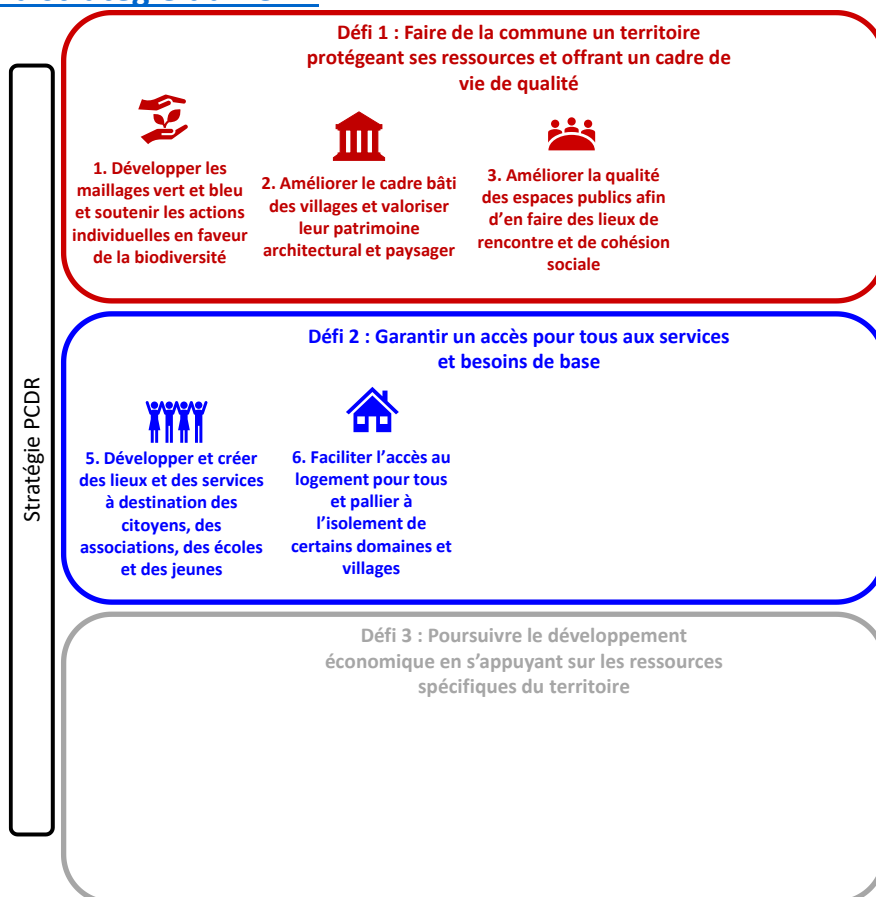 Défi 1 : Faire de la commune un territoire
protégeant ses ressources et offrant un cadre de
vie de qualité
1. Développer les
maillages vert et bleu
et soutenir les actions
individuelles en faveur
de la biodiversité
2. Améliorer le cadre bâti
des villages et valoriser
leur patrimoine
architectural et paysager
3. Améliorer la qualité
des espaces publics afin
d’en faire des lieux de
rencontre et de cohésion
sociale
Stratégie PCDR
Défi 2 : Garantir un accès pour tous aux services
et besoins de base
5. Développer et créer
des lieux et des services
à destination des
citoyens, des
associations, des écoles
et des jeunes
6. Faciliter l’accès au
logement pour tous
et pallier à
l’isolement de
certains domaines et
villages
Défi 3 : Poursuivre le développement
économique en s’appuyant sur les ressources
spécifiques du territoire